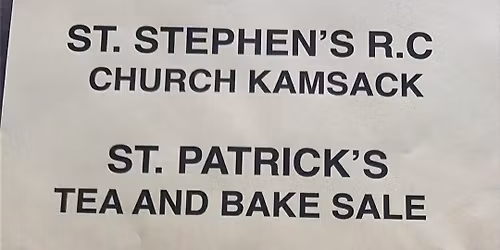 ST. STEPHEN'S R.C
CHURCH KAMSACK
ST. PATRICK'S
TEA AND BAKE SALE